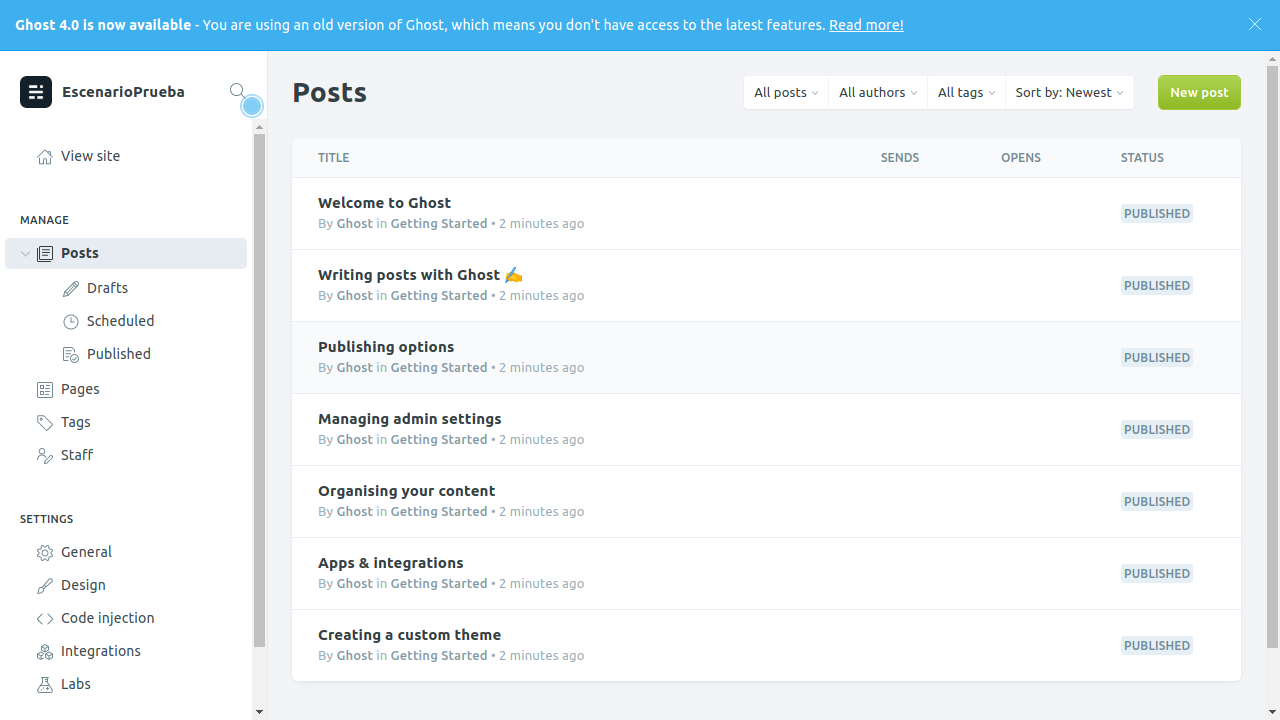 Ghost 4.0 is now available - You are using an old version of Ghost, which means you don't have access to the latest features. Read more!
EscenarioPrueba
View site
MANAGE
Posts
Drafts
Scheduled
Published
Pages
Tags
Staff
SETTINGS
General
Design
Code injection
Integrations
Labs
Posts
All posts
All authors
All tags
Sort by: Newest
New post
TITLE SENDS OPENS STATUS
Welcome to Ghost
By Ghost in Getting Started • 2 minutes ago
PUBLISHED
Writing posts with Ghost ✍️
By Ghost in Getting Started • 2 minutes ago
PUBLISHED
Publishing options
By Ghost in Getting Started • 2 minutes ago
PUBLISHED
Managing admin settings
By Ghost in Getting Started • 2 minutes ago
PUBLISHED
Organising your content
By Ghost in Getting Started • 2 minutes ago
PUBLISHED
Apps & integrations
By Ghost in Getting Started • 2 minutes ago
PUBLISHED
Creating a custom theme
By Ghost in Getting Started • 2 minutes ago
PUBLISHED